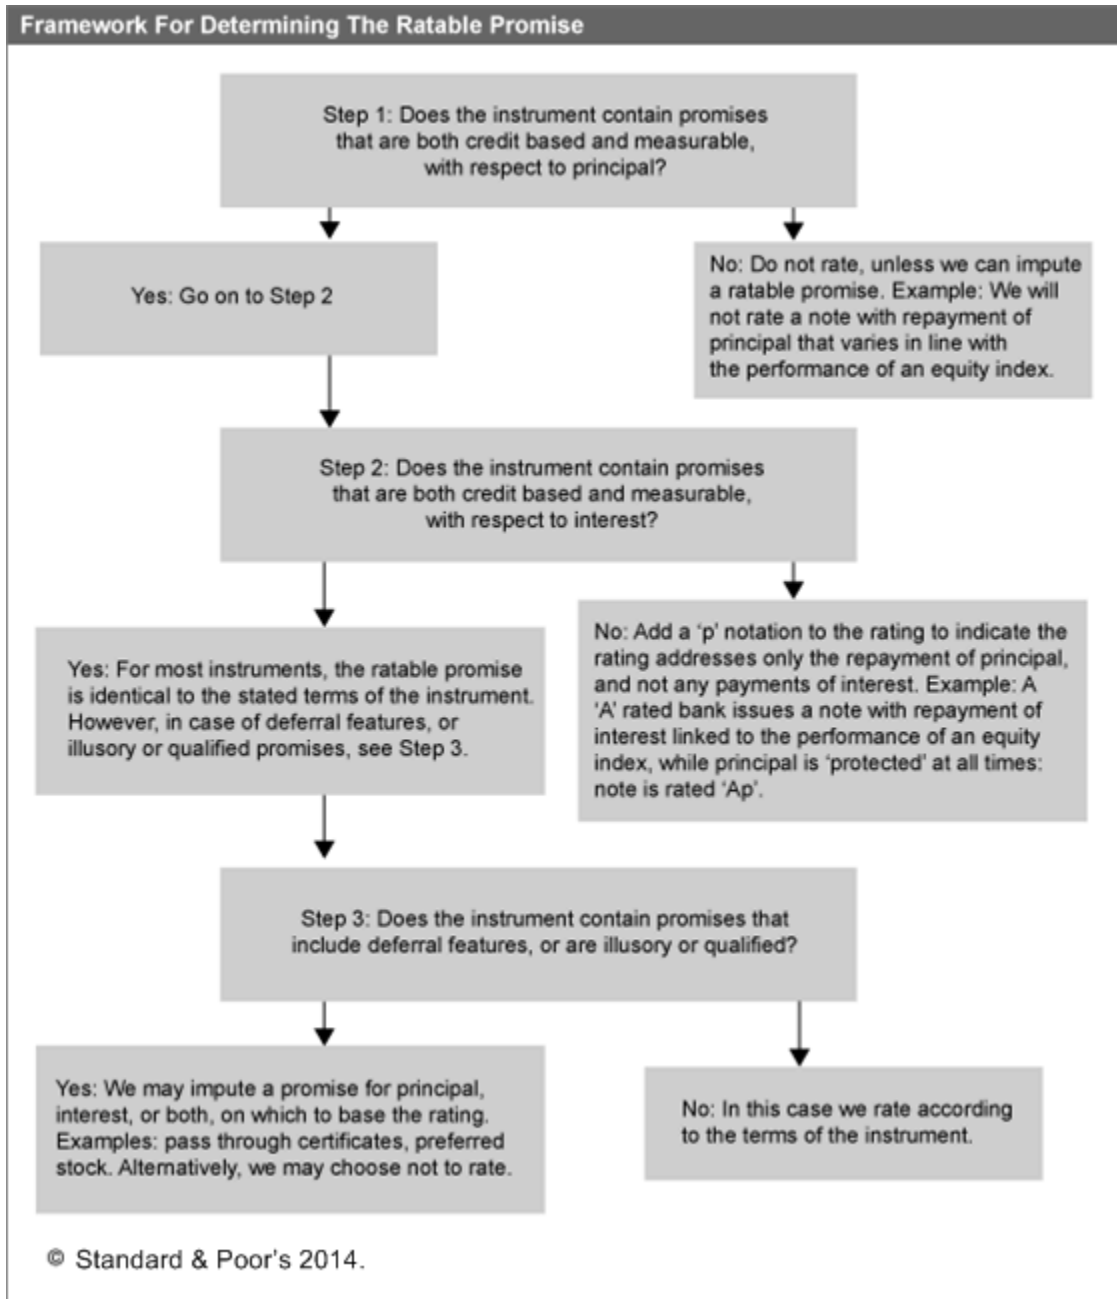 Framework For Determining The Ratable Promise
Step 1: Does the instrument contain promises
that are both credit based and measurable,
with respect to principal?
Yes: Go on to Step 2
No: Do not rate, unless we can impute
a ratable promise. Example: We will
not rate a note with repayment of
principal that varies in line with
the performance of an equity index.
Step 2: Does the instrument contain promises
that are both credit based and measurable,
with respect to interest?
Yes: For most instruments, the ratable promise
is identical to the stated terms of the instrument.
However, in case of deferral features, or
illusory or qualified promises, see Step 3.
No: Add a ‘p’ notation to the rating to indicate the
rating addresses only the repayment of principal,
and not any payments of interest. Example: A
‘A’ rated bank issues a note with repayment of
interest linked to the performance of an equity
index, while principal is ‘protected’ at all times:
note is rated ‘Ap’.
Step 3: Does the instrument contain promises that
include deferral features, or are illusory or qualified?
Yes: We may impute a promise for principal,
interest, or both, on which to base the rating.
Examples: pass through certificates, preferred
stock. Alternatively, we may choose not to rate.
No: In this case we rate according
to the terms of the instrument.
© Standard & Poor’s 2014.